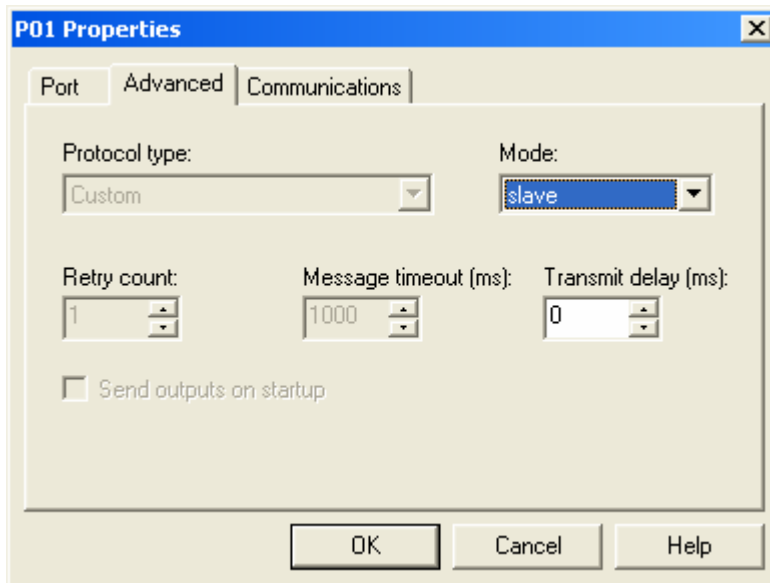 P01 Properties
Port Advanced Communications
Protocol type: Mode:
Custom slave
Retry count: Message timeout (ms): Transmit delay (ms):
1 1000 0
Send outputs on startup
OK Cancel Help